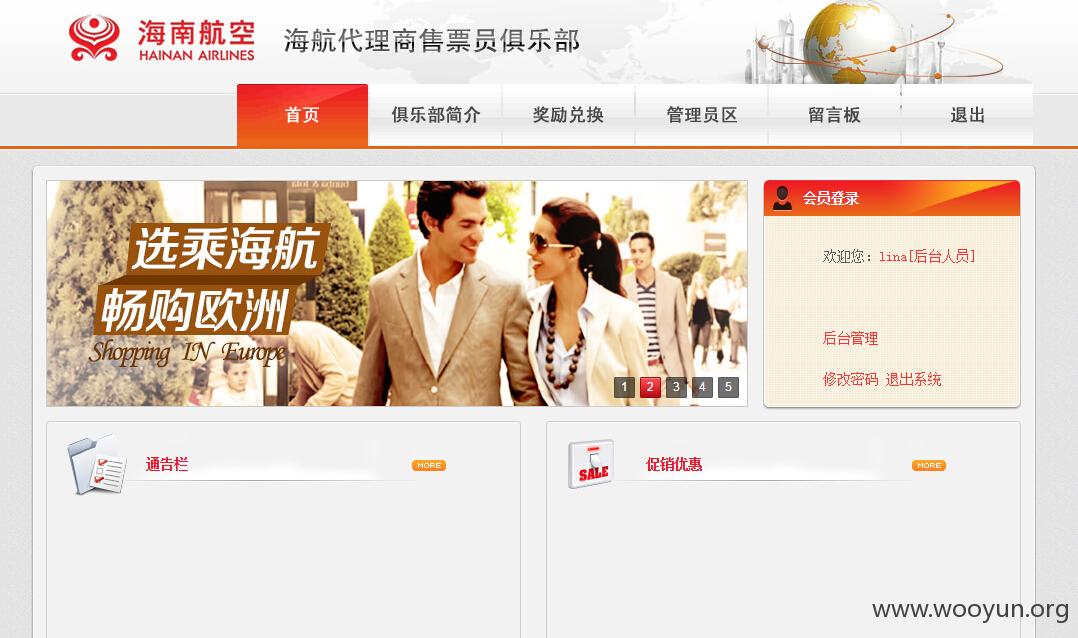 海南航空
HAINAN AIRLINES
海航代理商售票员俱乐部
首页 俱乐部简介 奖励兑换 管理员区 留言板 退出
选乘海航
畅购欧洲
Shopping IN Europe
1 2 3 4 5
会员登录
欢迎您：lina[后台人员]
后台管理
修改密码 退出系统
通告栏 MORE
SALE 促销优惠 MORE
www.wooyun.org